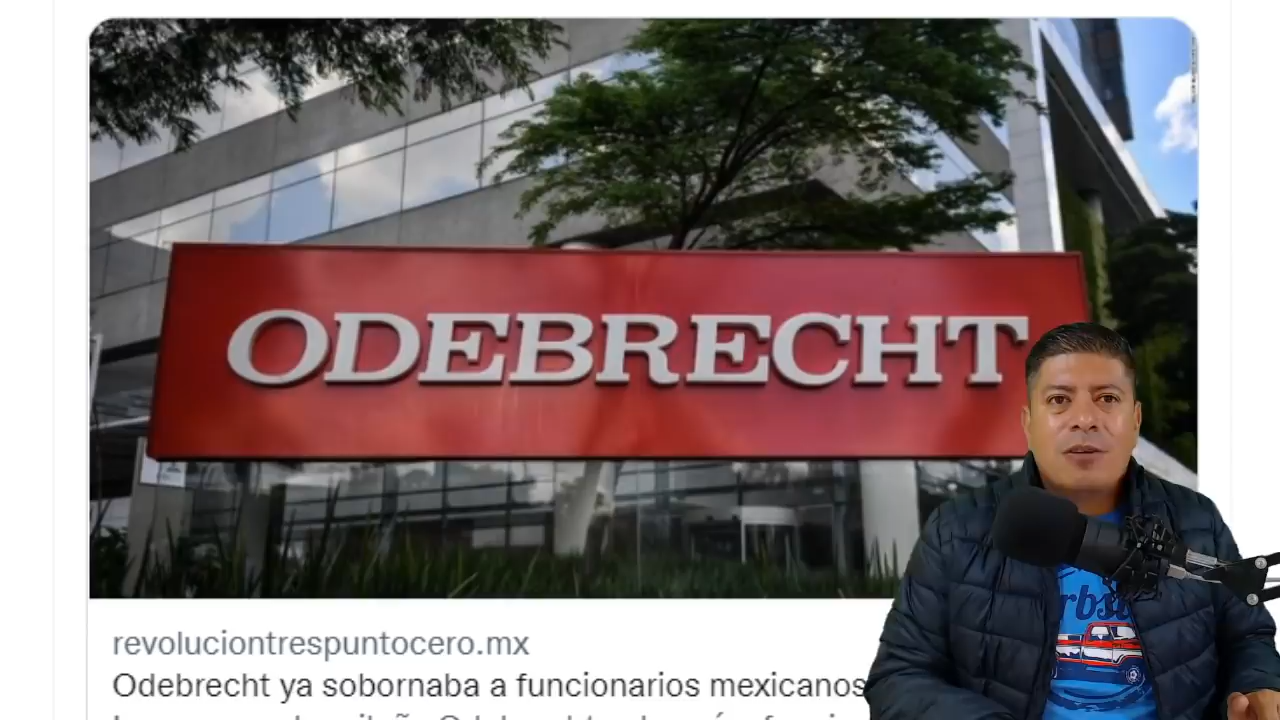 ODEBRECHT
revoluciontrespuntocero.mx
Odebrecht ya sobornaba a funcionarios mexicanos